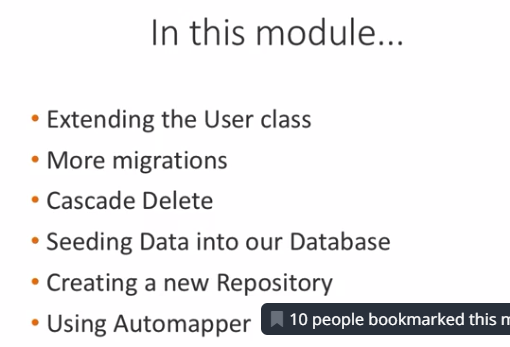 In this module...
• Extending the User class
• More migrations
• Cascade Delete
• Seeding Data into our Database
• Creating a new Repository
• Using Automapper
10 people bookmarked this